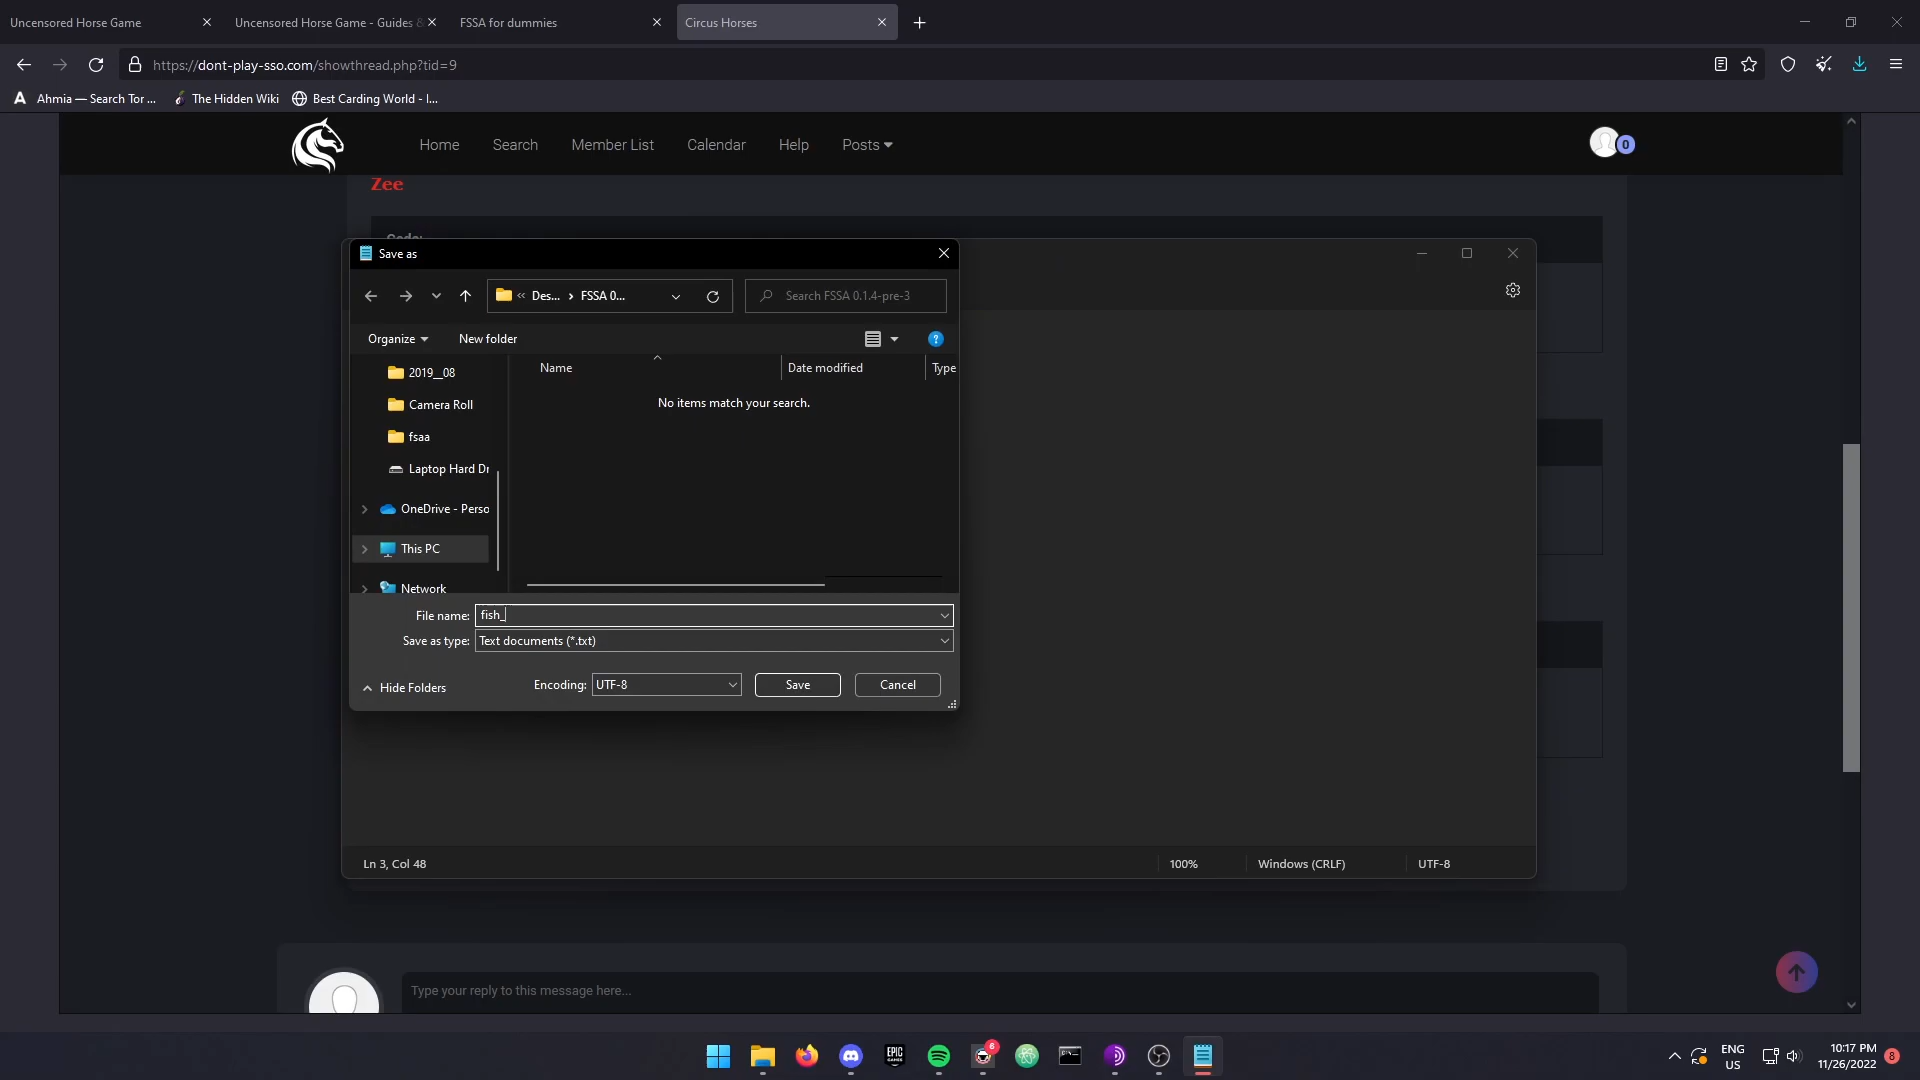 Uncensored Horse Game
Uncensored Horse Game - Guides &
FSSA for dummies
Circus Horses
https://dont-play-sso.com/showthread.php?tid=9
A Ahmia — Search Tor ...
The Hidden Wiki
Best Carding World - I...
Home
Search
Member List
Calendar
Help
Posts
0
Zee
Code:
Save as
« Des... › FSSA 0...
Search FSSA 0.1.4-pre-3
Organize
New folder
?
Name
Date modified
Type
No items match your search.
2019__08
Camera Roll
fsaa
Laptop Hard Dr
OneDrive - Perso
This PC
Network
File name: fish_
Save as type: Text documents (*.txt)
Hide Folders
Encoding: UTF-8
Save
Cancel
Ln 3, Col 48
100%
Windows (CRLF)
UTF-8
Type your reply to this message here...
EPIC
GAMES
6
ENG
US
10:17 PM
11/26/2022
8